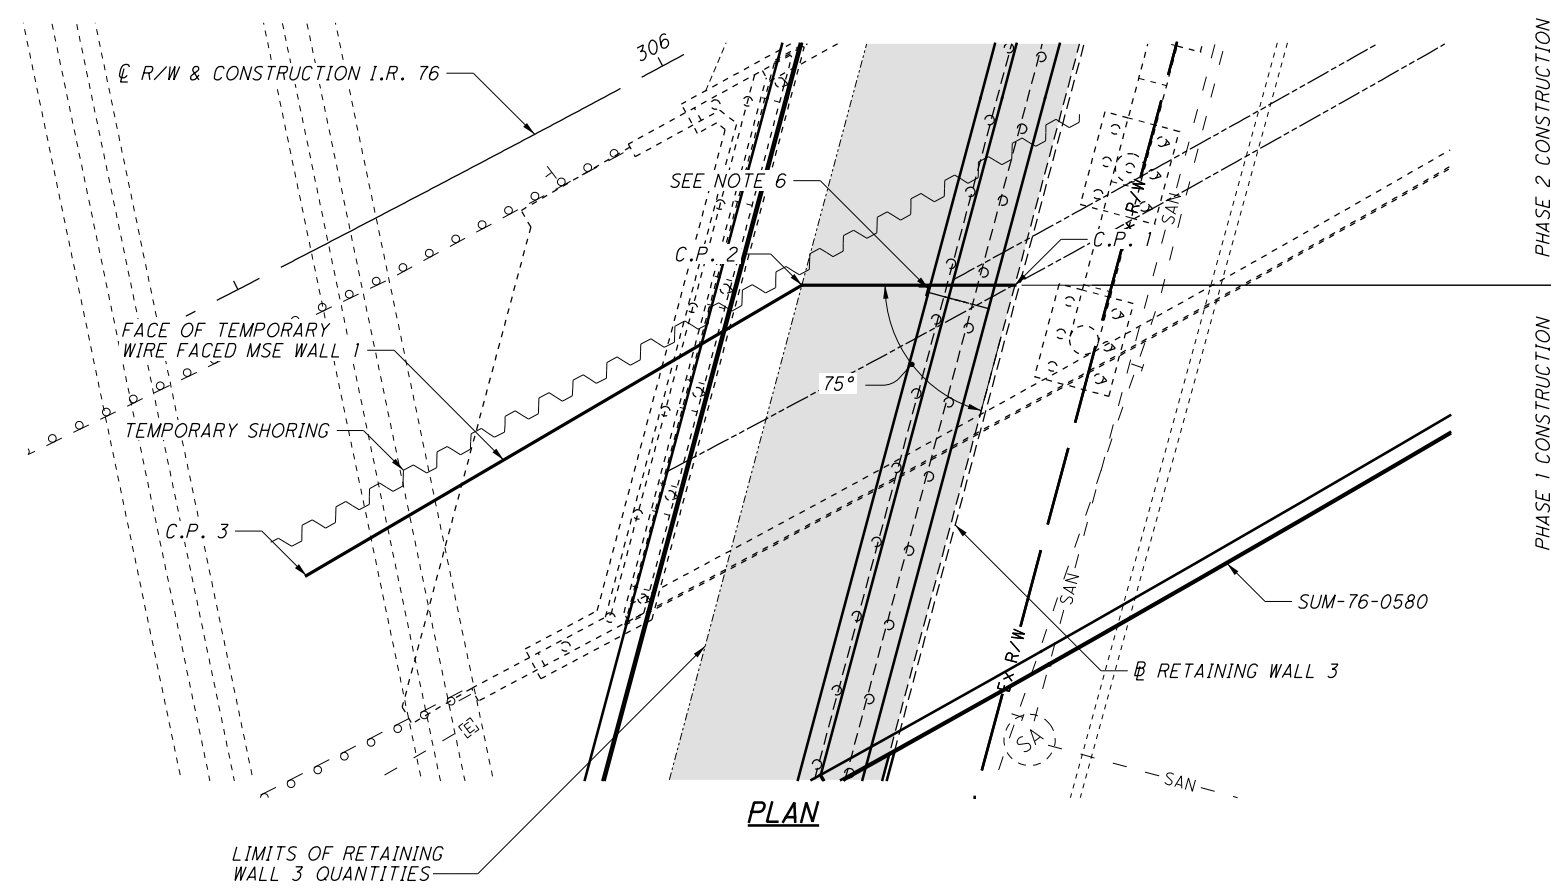 306
℄ R/W & CONSTRUCTION I.R. 76
PHASE 2 CONSTRUCTION
SEE NOTE 6
EX R/W
SAN
C.P. 2
C.P. 1
FACE OF TEMPORARY
WIRE FACED MSE WALL 1
75°
PHASE 1 CONSTRUCTION
TEMPORARY SHORING
C.P. 3
SAN
SUM-76-0580
EX R/W
B RETAINING WALL 3
E
SA
SAN
PLAN
LIMITS OF RETAINING
WALL 3 QUANTITIES